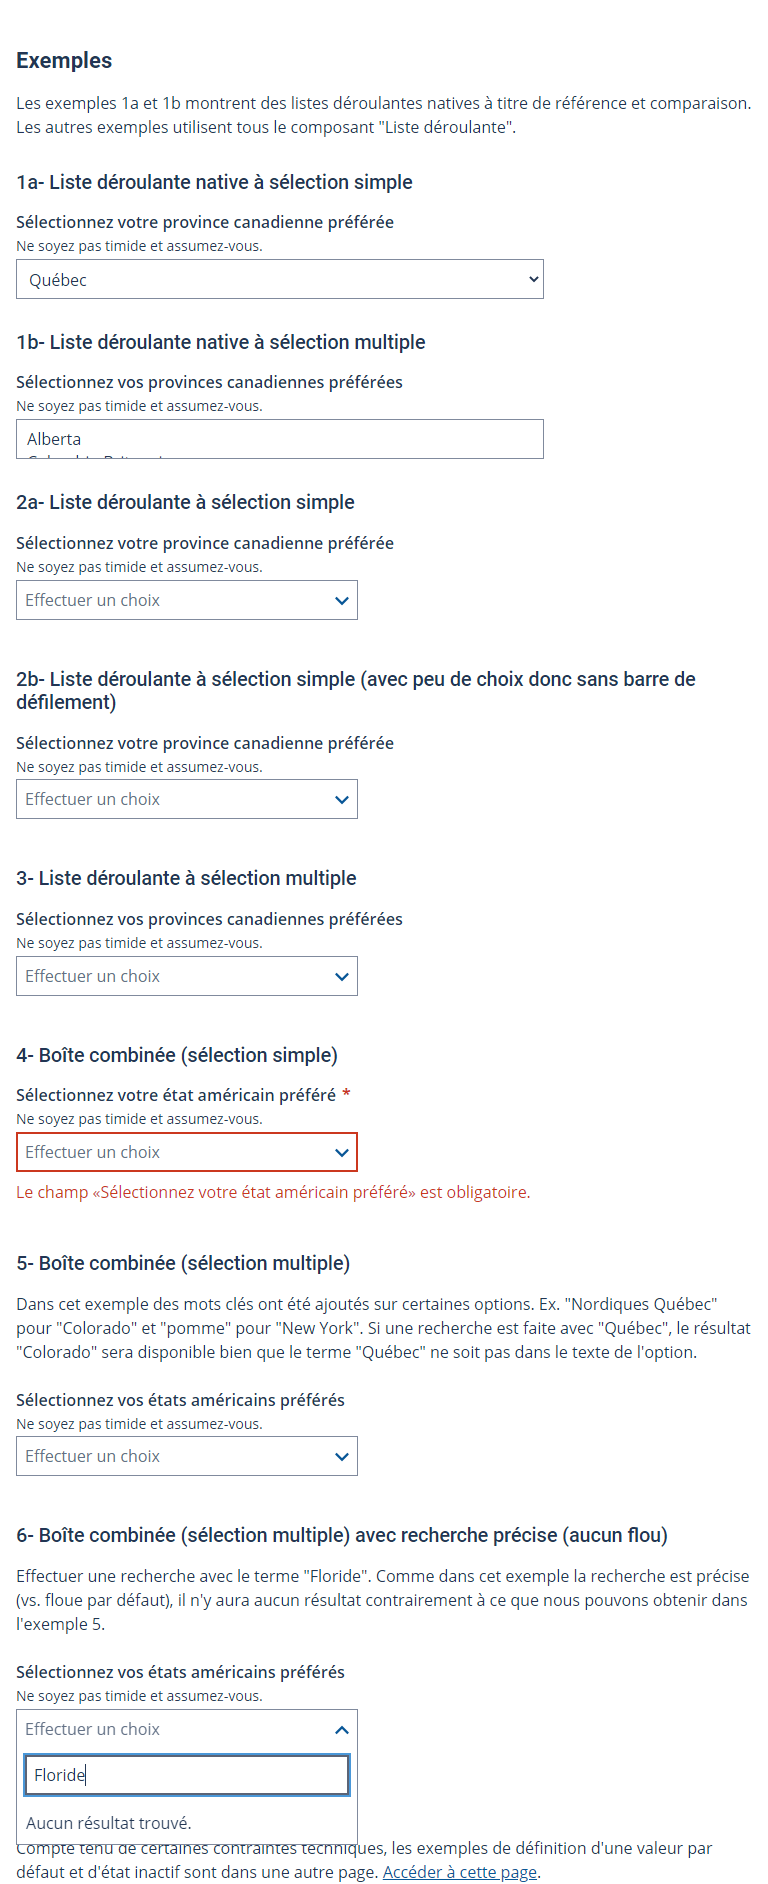 Exemples
Les exemples 1a et 1b montrent des listes déroulantes natives à titre de référence et comparaison.
Les autres exemples utilisent tous le composant "Liste déroulante".
1a- Liste déroulante native à sélection simple
Sélectionnez votre province canadienne préférée
Ne soyez pas timide et assumez-vous.
Québec
1b- Liste déroulante native à sélection multiple
Sélectionnez vos provinces canadiennes préférées
Ne soyez pas timide et assumez-vous.
Alberta
2a- Liste déroulante à sélection simple
Sélectionnez votre province canadienne préférée
Ne soyez pas timide et assumez-vous.
Effectuer un choix
2b- Liste déroulante à sélection simple (avec peu de choix donc sans barre de
défilement)
Sélectionnez votre province canadienne préférée
Ne soyez pas timide et assumez-vous.
Effectuer un choix
3- Liste déroulante à sélection multiple
Sélectionnez vos provinces canadiennes préférées
Ne soyez pas timide et assumez-vous.
Effectuer un choix
4- Boîte combinée (sélection simple)
Sélectionnez votre état américain préféré *
Ne soyez pas timide et assumez-vous.
Effectuer un choix
Le champ «Sélectionnez votre état américain préféré» est obligatoire.
5- Boîte combinée (sélection multiple)
Dans cet exemple des mots clés ont été ajoutés sur certaines options. Ex. "Nordiques Québec"
pour "Colorado" et "pomme" pour "New York". Si une recherche est faite avec "Québec", le résultat
"Colorado" sera disponible bien que le terme "Québec" ne soit pas dans le texte de l'option.
Sélectionnez vos états américains préférés
Ne soyez pas timide et assumez-vous.
Effectuer un choix
6- Boîte combinée (sélection multiple) avec recherche précise (aucun flou)
Effectuer une recherche avec le terme "Floride". Comme dans cet exemple la recherche est précise
(vs. floue par défaut), il n'y aura aucun résultat contrairement à ce que nous pouvons obtenir dans
l'exemple 5.
Sélectionnez vos états américains préférés
Ne soyez pas timide et assumez-vous.
Effectuer un choix
Floride
Aucun résultat trouvé.
Compte tenu de certaines contraintes techniques, les exemples de définition d'une valeur par
défaut et d'état inactif sont dans une autre page. Accéder à cette page.